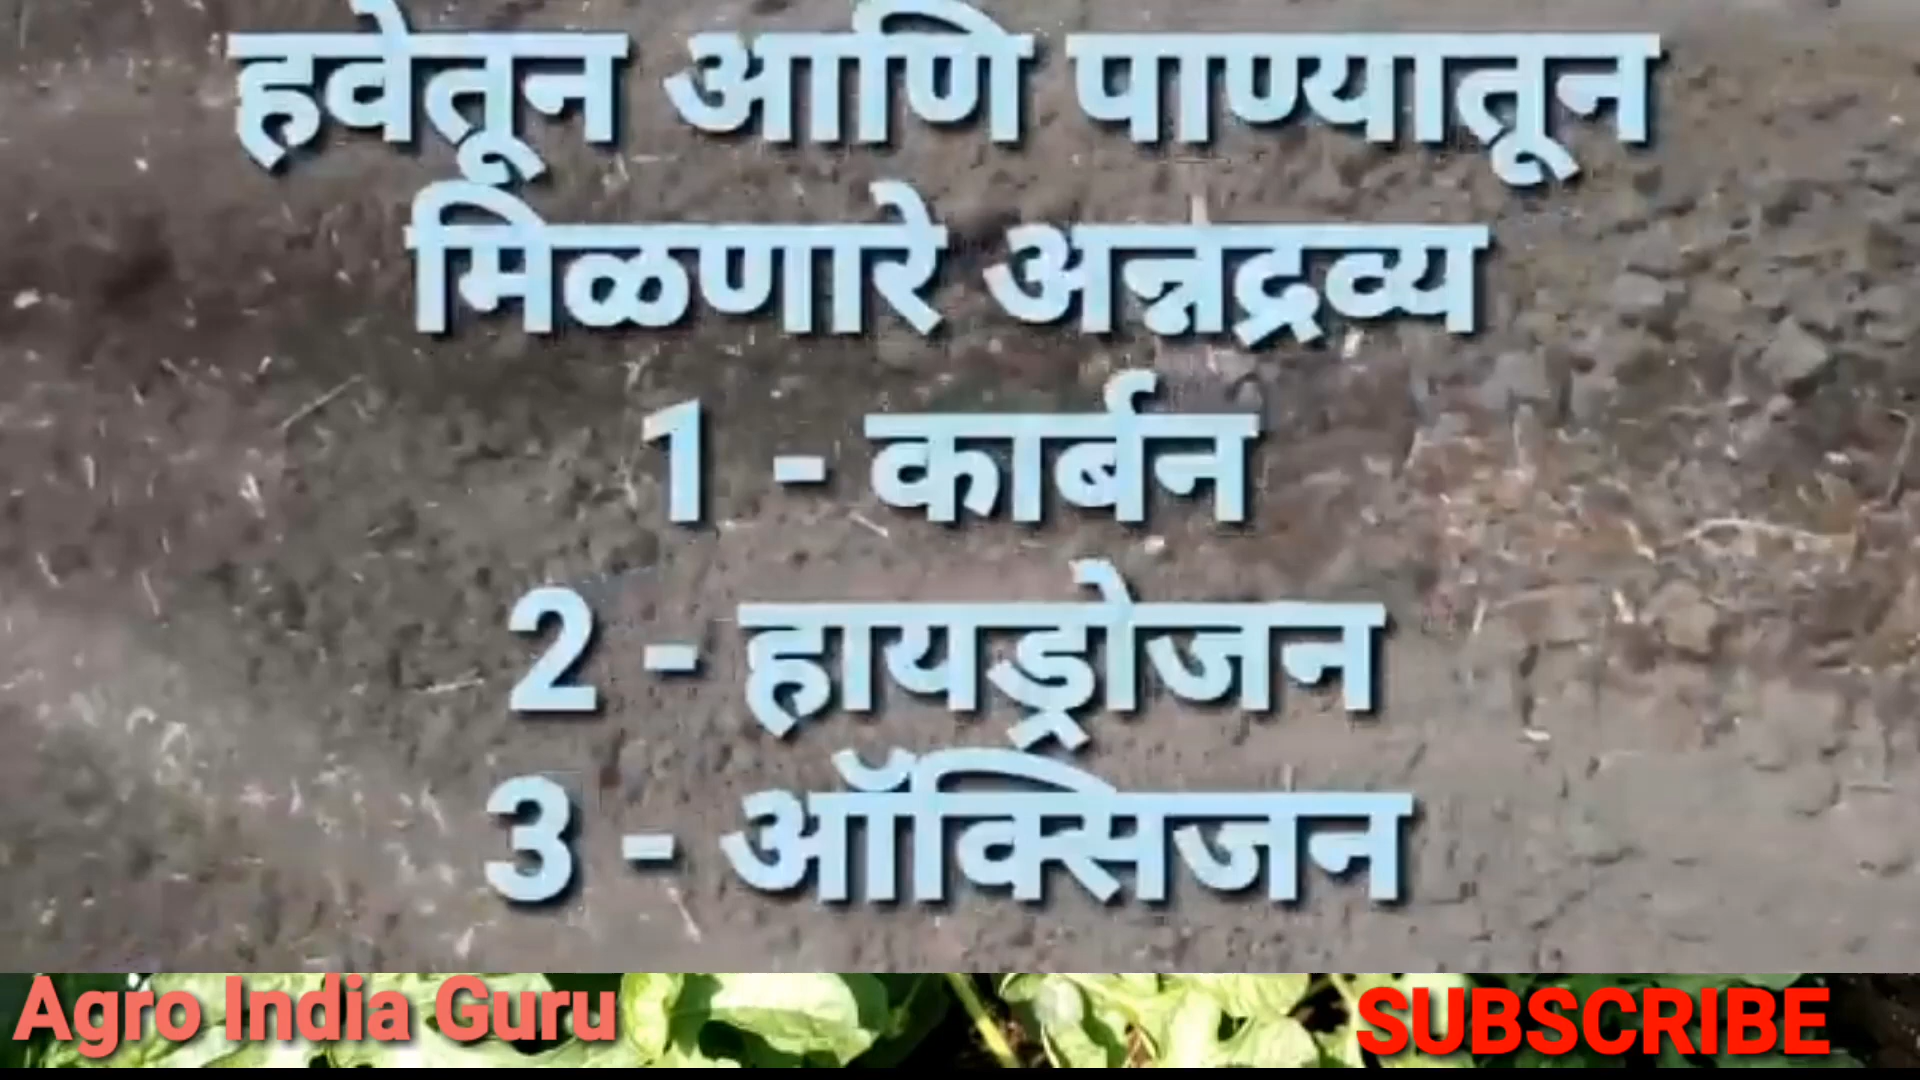 हवेतून आणि पाण्यातून
मिळणारे अन्नद्रव्य
1 - कार्बन
2 - हायड्रोजन
3 - ऑक्सिजन
Agro India Guru
SUBSCRIBE